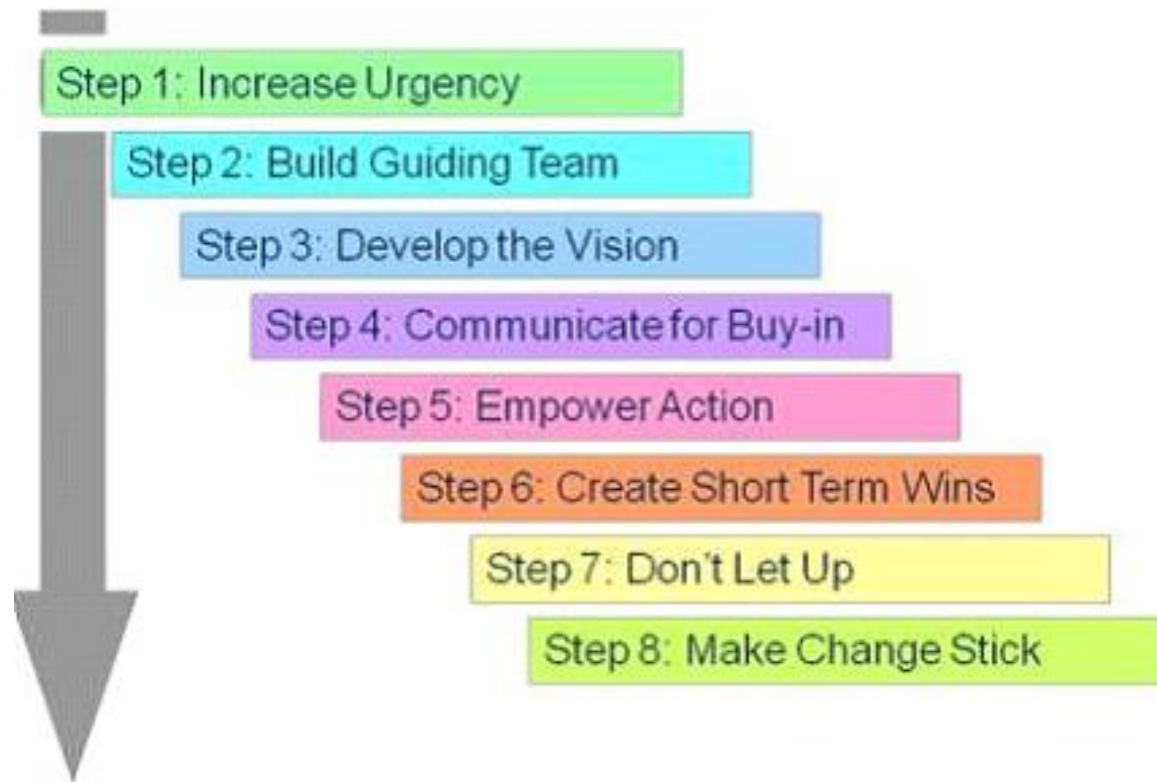 Step 1: Increase Urgency
Step 2: Build Guiding Team
Step 3: Develop the Vision
Step 4: Communicate for Buy-in
Step 5: Empower Action
Step 6: Create Short Term Wins
Step 7: Don't Let Up
Step 8: Make Change Stick